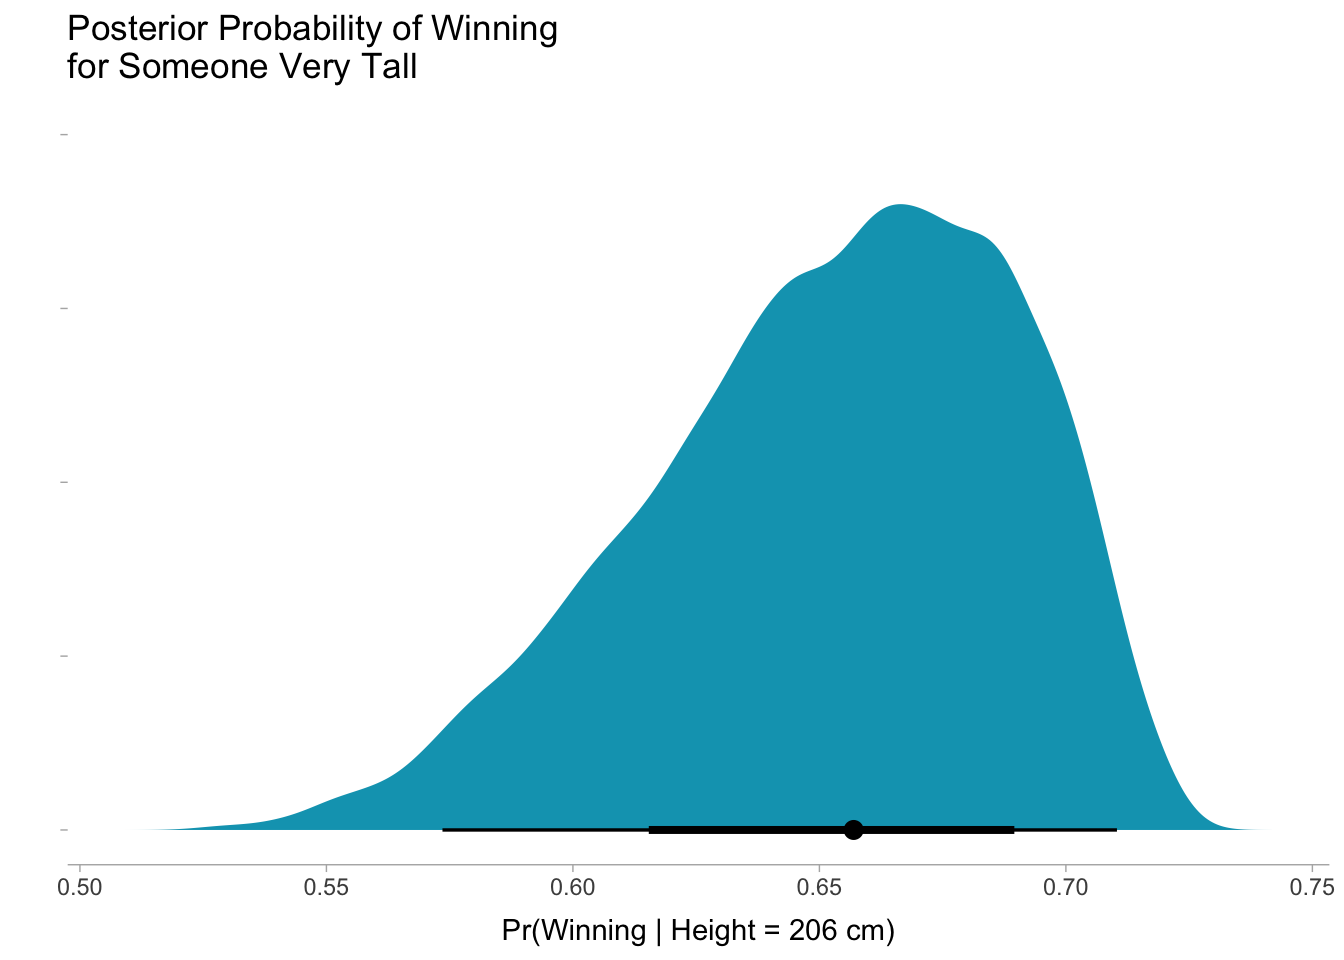 Posterior Probability of Winning
for Someone Very Tall
0.50 0.55 0.60 0.65 0.70 0.75
Pr(Winning | Height = 206 cm)